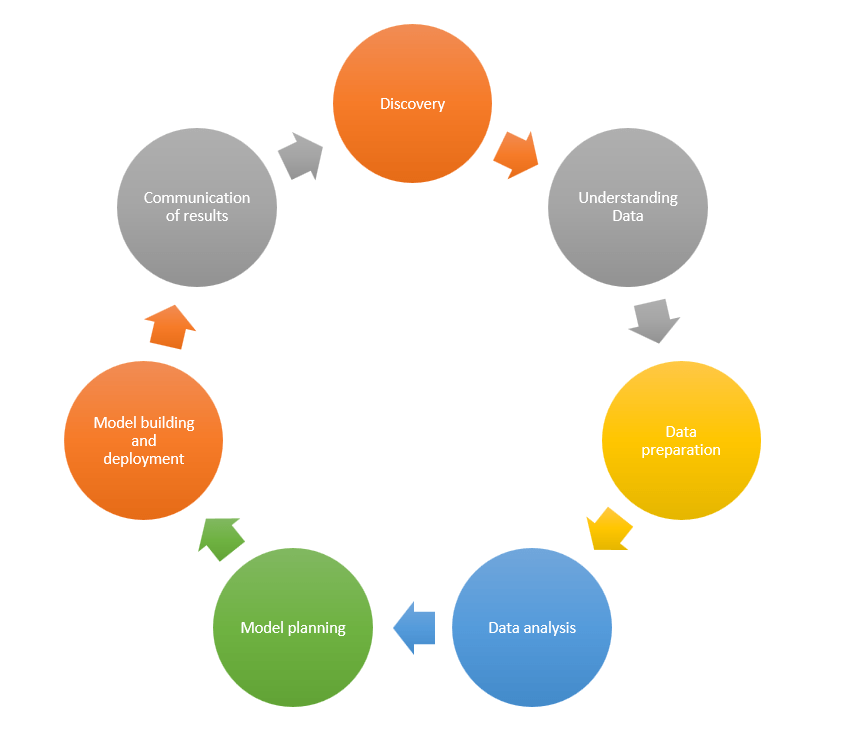 Discovery
Understanding
Data
Data
preparation
Data analysis
Model planning
Model building
and
deployment
Communication
of results